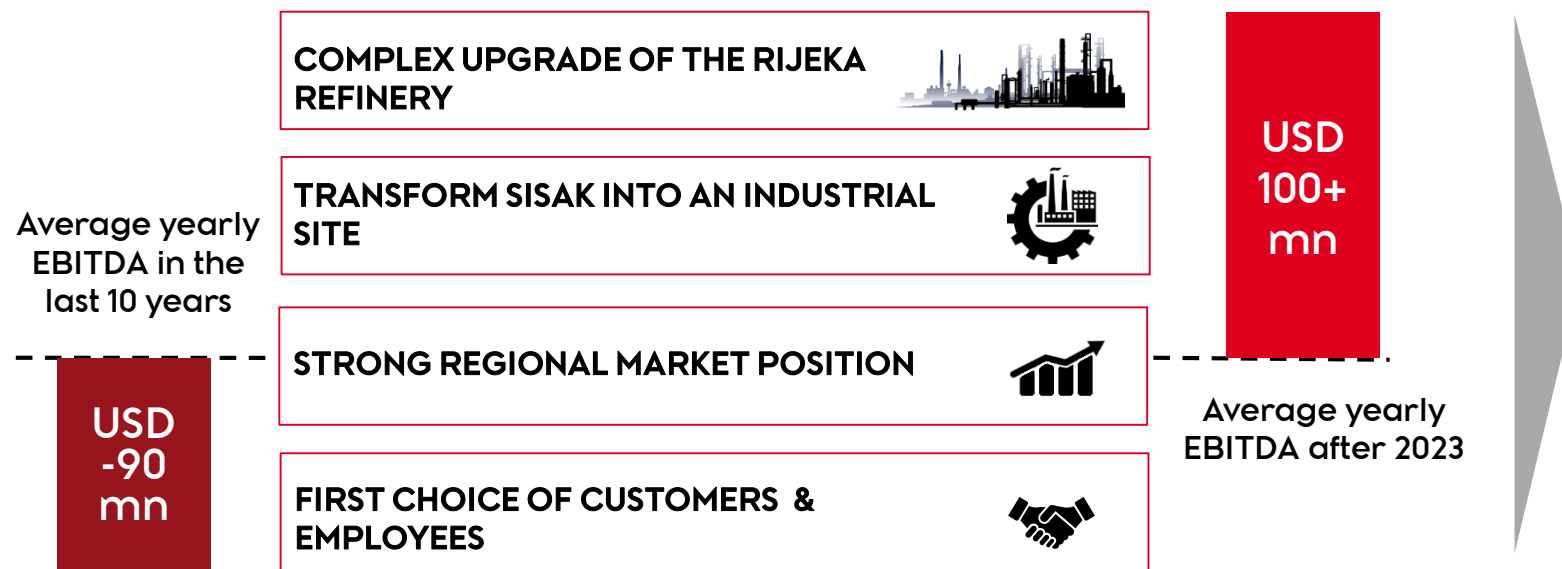 Average yearly
EBITDA in the
last 10 years
USD
-90
mn
COMPLEX UPGRADE OF THE RIJEKA
REFINERY
TRANSFORM SISAK INTO AN INDUSTRIAL
SITE
STRONG REGIONAL MARKET POSITION
FIRST CHOICE OF CUSTOMERS &
EMPLOYEES
USD
100+
mn
Average yearly
EBITDA after 2023